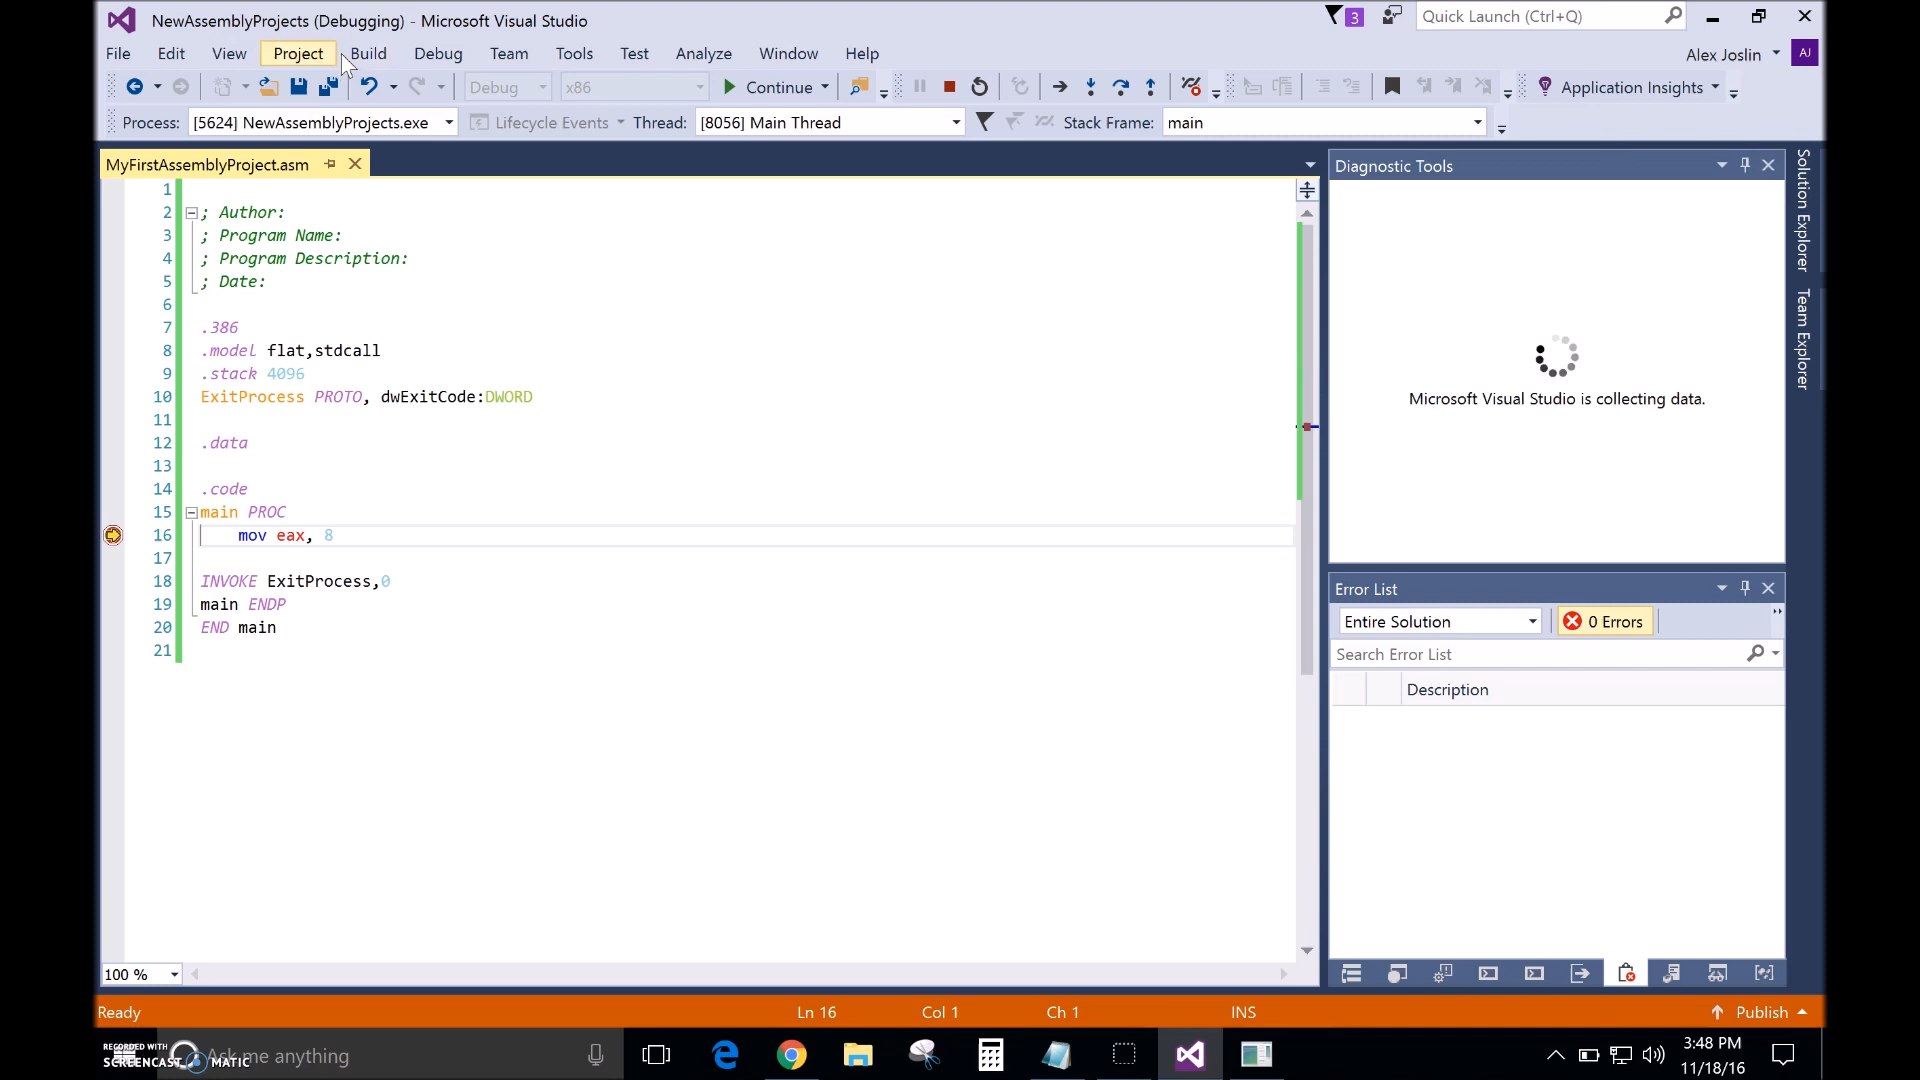 NewAssemblyProjects (Debugging) - Microsoft Visual Studio
3
Quick Launch (Ctrl+Q)
File Edit View Project Build Debug Team Tools Test Analyze Window Help
Alex Joslin
AJ
Debug x86 Continue Application Insights
Process: [5624] NewAssemblyProjects.exe Lifecycle Events Thread: [8056] Main Thread Stack Frame: main
MyFirstAssemblyProject.asm
1
2 ; Author:
3 ; Program Name:
4 ; Program Description:
5 ; Date:
6
7 .386
8 .model flat,stdcall
9 .stack 4096
10 ExitProcess PROTO, dwExitCode:DWORD
11
12 .data
13
14 .code
15 main PROC
16 mov eax, 8
17
18 INVOKE ExitProcess,0
19 main ENDP
20 END main
21
100 %
Diagnostic Tools
Microsoft Visual Studio is collecting data.
Error List
Entire Solution 0 Errors
Search Error List
Description
Solution Explorer
Team Explorer
Ready Ln 16 Col 1 Ch 1 INS Publish
RECORDED WITH
SCREENCAST MATIC
Ask me anything
3:48 PM
11/18/16